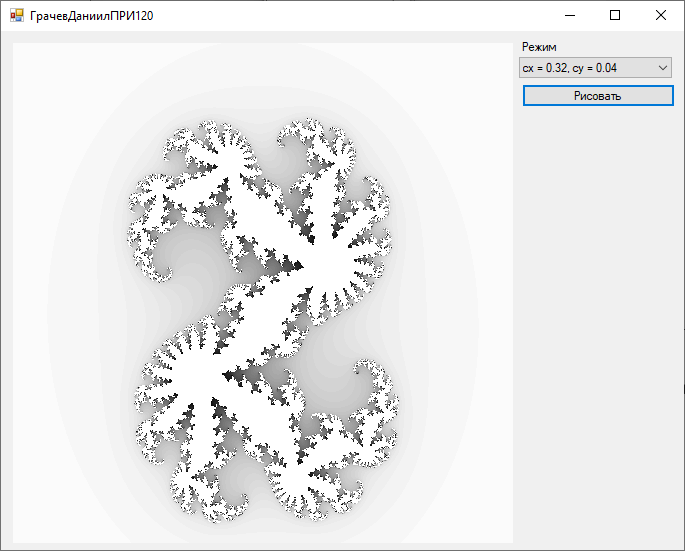 ГрачевДаниилПРИ120
Режим
cx = 0.32, cy = 0.04
Рисовать